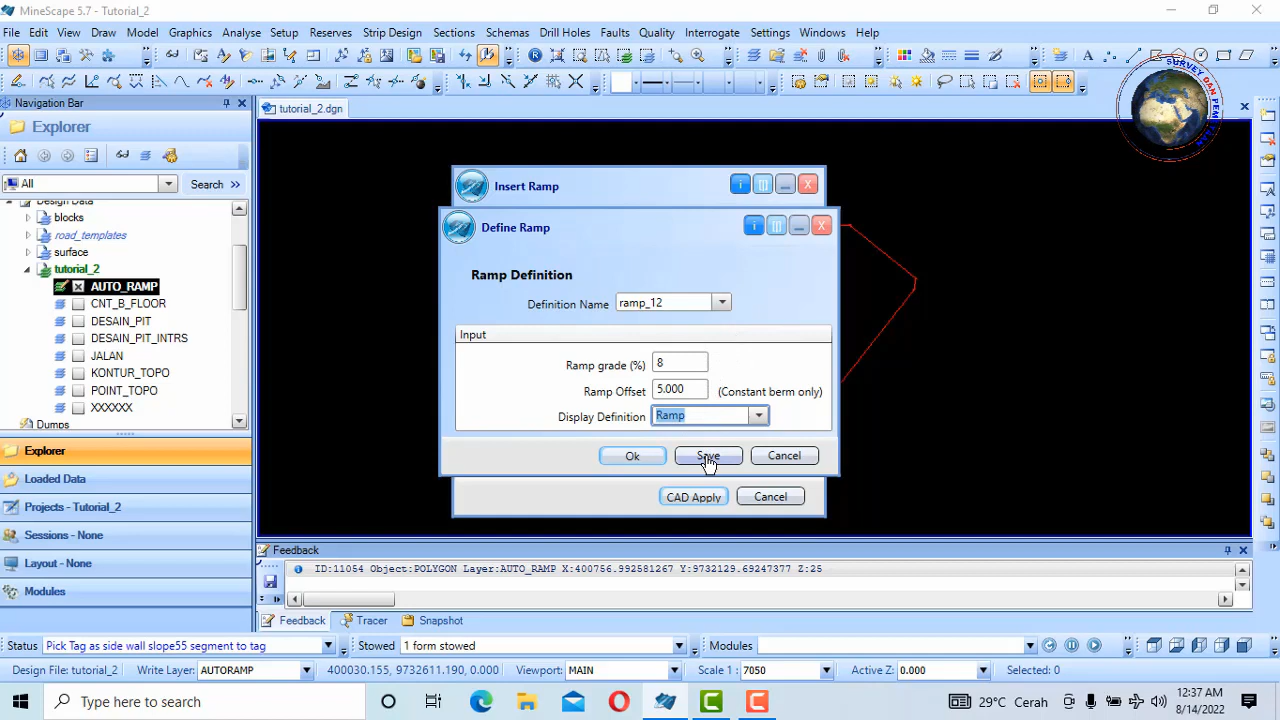 MineScape 5.7 - Tutorial_2
File Edit View Draw Model Graphics Analyse Setup Reserves Strip Design Sections Schemas Drill Holes Faults Quality Interrogate Settings Windows Help
Navigation Bar
tutorial_2.dgn
SURVEY DAN PEMETAAN
Explorer
All
Search »
Design Data
blocks
road_templates
surface
tutorial_2
AUTO_RAMP
CNT_B_FLOOR
DESAIN_PIT
DESAIN_PIT_INTRS
JALAN
KONTUR_TOPO
POINT_TOPO
XXXXXX
Dumps
Explorer
Loaded Data
Projects - Tutorial_2
Sessions - None
Layout - None
Modules
Insert Ramp
Define Ramp
Ramp Definition
Definition Name ramp_12
Input
Ramp grade (%) 8
Ramp Offset 5.000 (Constant berm only)
Display Definition Ramp
Ok Save Cancel
CAD Apply Cancel
Feedback
ID:11054 Object:POLYGON Layer:AUTO_RAMP X:400756.992581267 Y:9732129.69247377 Z:25
Feedback Tracer Snapshot
Status Pick Tag as side wall slope55 segment to tag Stowed 1 form stowed Modules
Design File: tutorial_2 Write Layer: AUTORAMP 400030.155, 9732611.190, 0.000 Viewport: MAIN Scale 1 : 7050 Active Z: 0.000 Selected: 0
Type here to search
29°C Cerah
12:37 AM
8/14/2022